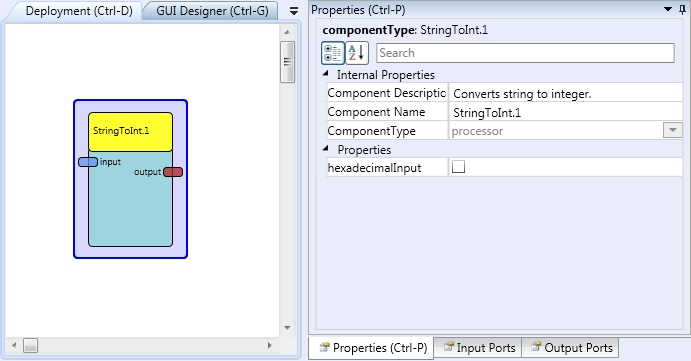 Deployment (Ctrl-D)
GUI Designer (Ctrl-G)
StringToInt.1
input
output
Properties (Ctrl-P)
componentType: StringToInt.1
Search
Internal Properties
Component Descriptio Converts string to integer.
Component Name StringToInt.1
ComponentType processor
Properties
hexadecimalInput
Properties (Ctrl-P)
Input Ports
Output Ports